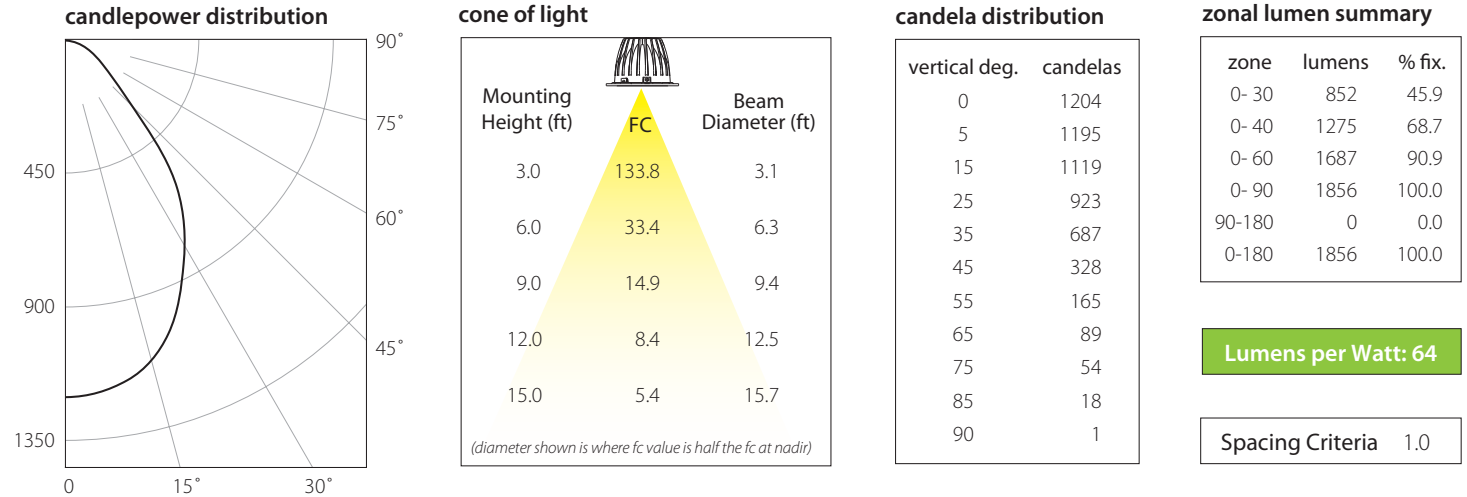 candlepower distribution
90˚
75˚
60˚
45˚
450
900
1350
0 15˚ 30˚
cone of light
Mounting Height (ft) FC Beam Diameter (ft)
3.0 133.8 3.1
6.0 33.4 6.3
9.0 14.9 9.4
12.0 8.4 12.5
15.0 5.4 15.7
(diameter shown is where fc value is half the fc at nadir)
candela distribution
vertical deg. candelas
0 1204
5 1195
15 1119
25 923
35 687
45 328
55 165
65 89
75 54
85 18
90 1
zonal lumen summary
zone lumens % fix.
0- 30 852 45.9
0- 40 1275 68.7
0- 60 1687 90.9
0- 90 1856 100.0
90-180 0 0.0
0-180 1856 100.0
Lumens per Watt: 64
Spacing Criteria 1.0